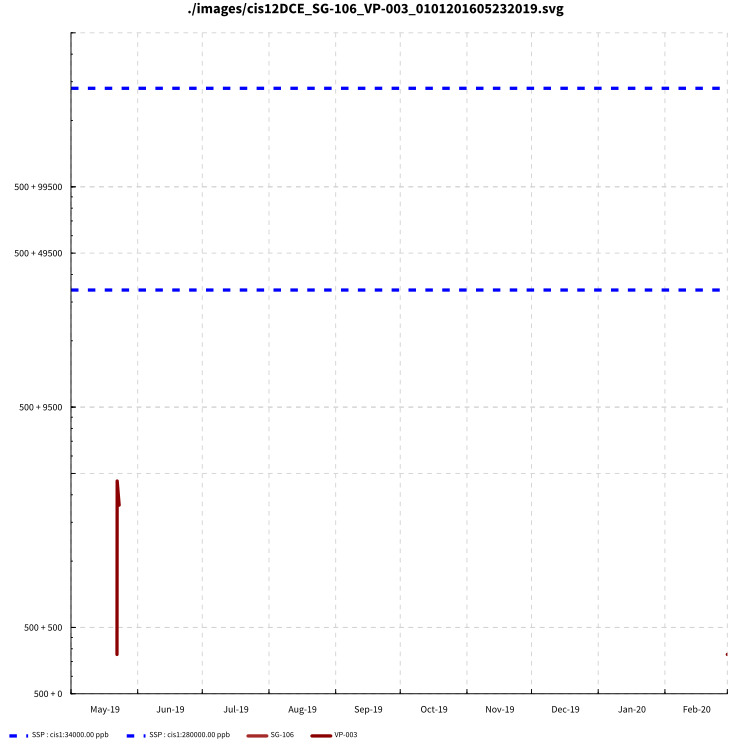 ./images/cis12DCE_SG-106_VP-003_0101201605232019.svg
500 + 99500
500 + 49500
500 + 9500
500 + 500
500 + 0
May-19 Jun-19 Jul-19 Aug-19 Sep-19 Oct-19 Nov-19 Dec-19 Jan-20 Feb-20
SSP : cis1:34000.00 ppb SSP : cis1:280000.00 ppb SG-106 VP-003